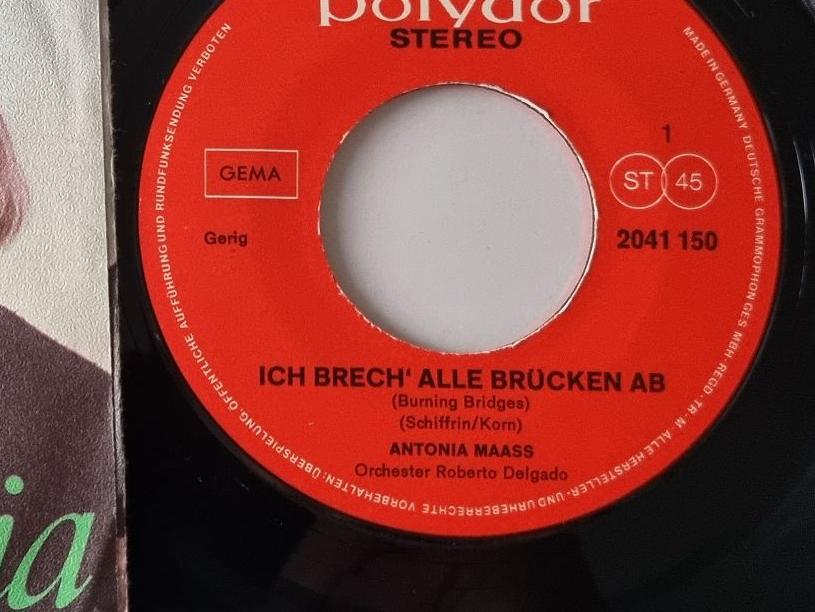 polydor
STEREO
MADE IN GERMANY DEUTSCHE GRAMMOPHON GES MBH · REGD · TR· M· ALLE HERSTELLER- UND URHEBERRECHTE VORBEHALTEN: ÜBERSPIELUNG, ÖFFENTLICHE AUFFÜHRUNG UND RUNDFUNKSENDUNG VERBOTEN
GEMA
Gerig
1
ST 45
2041 150
ICH BRECH' ALLE BRÜCKEN AB
(Burning Bridges)
(Schiffrin/Korn)
ANTONIA MAASS
Orchester Roberto Delgado
ia